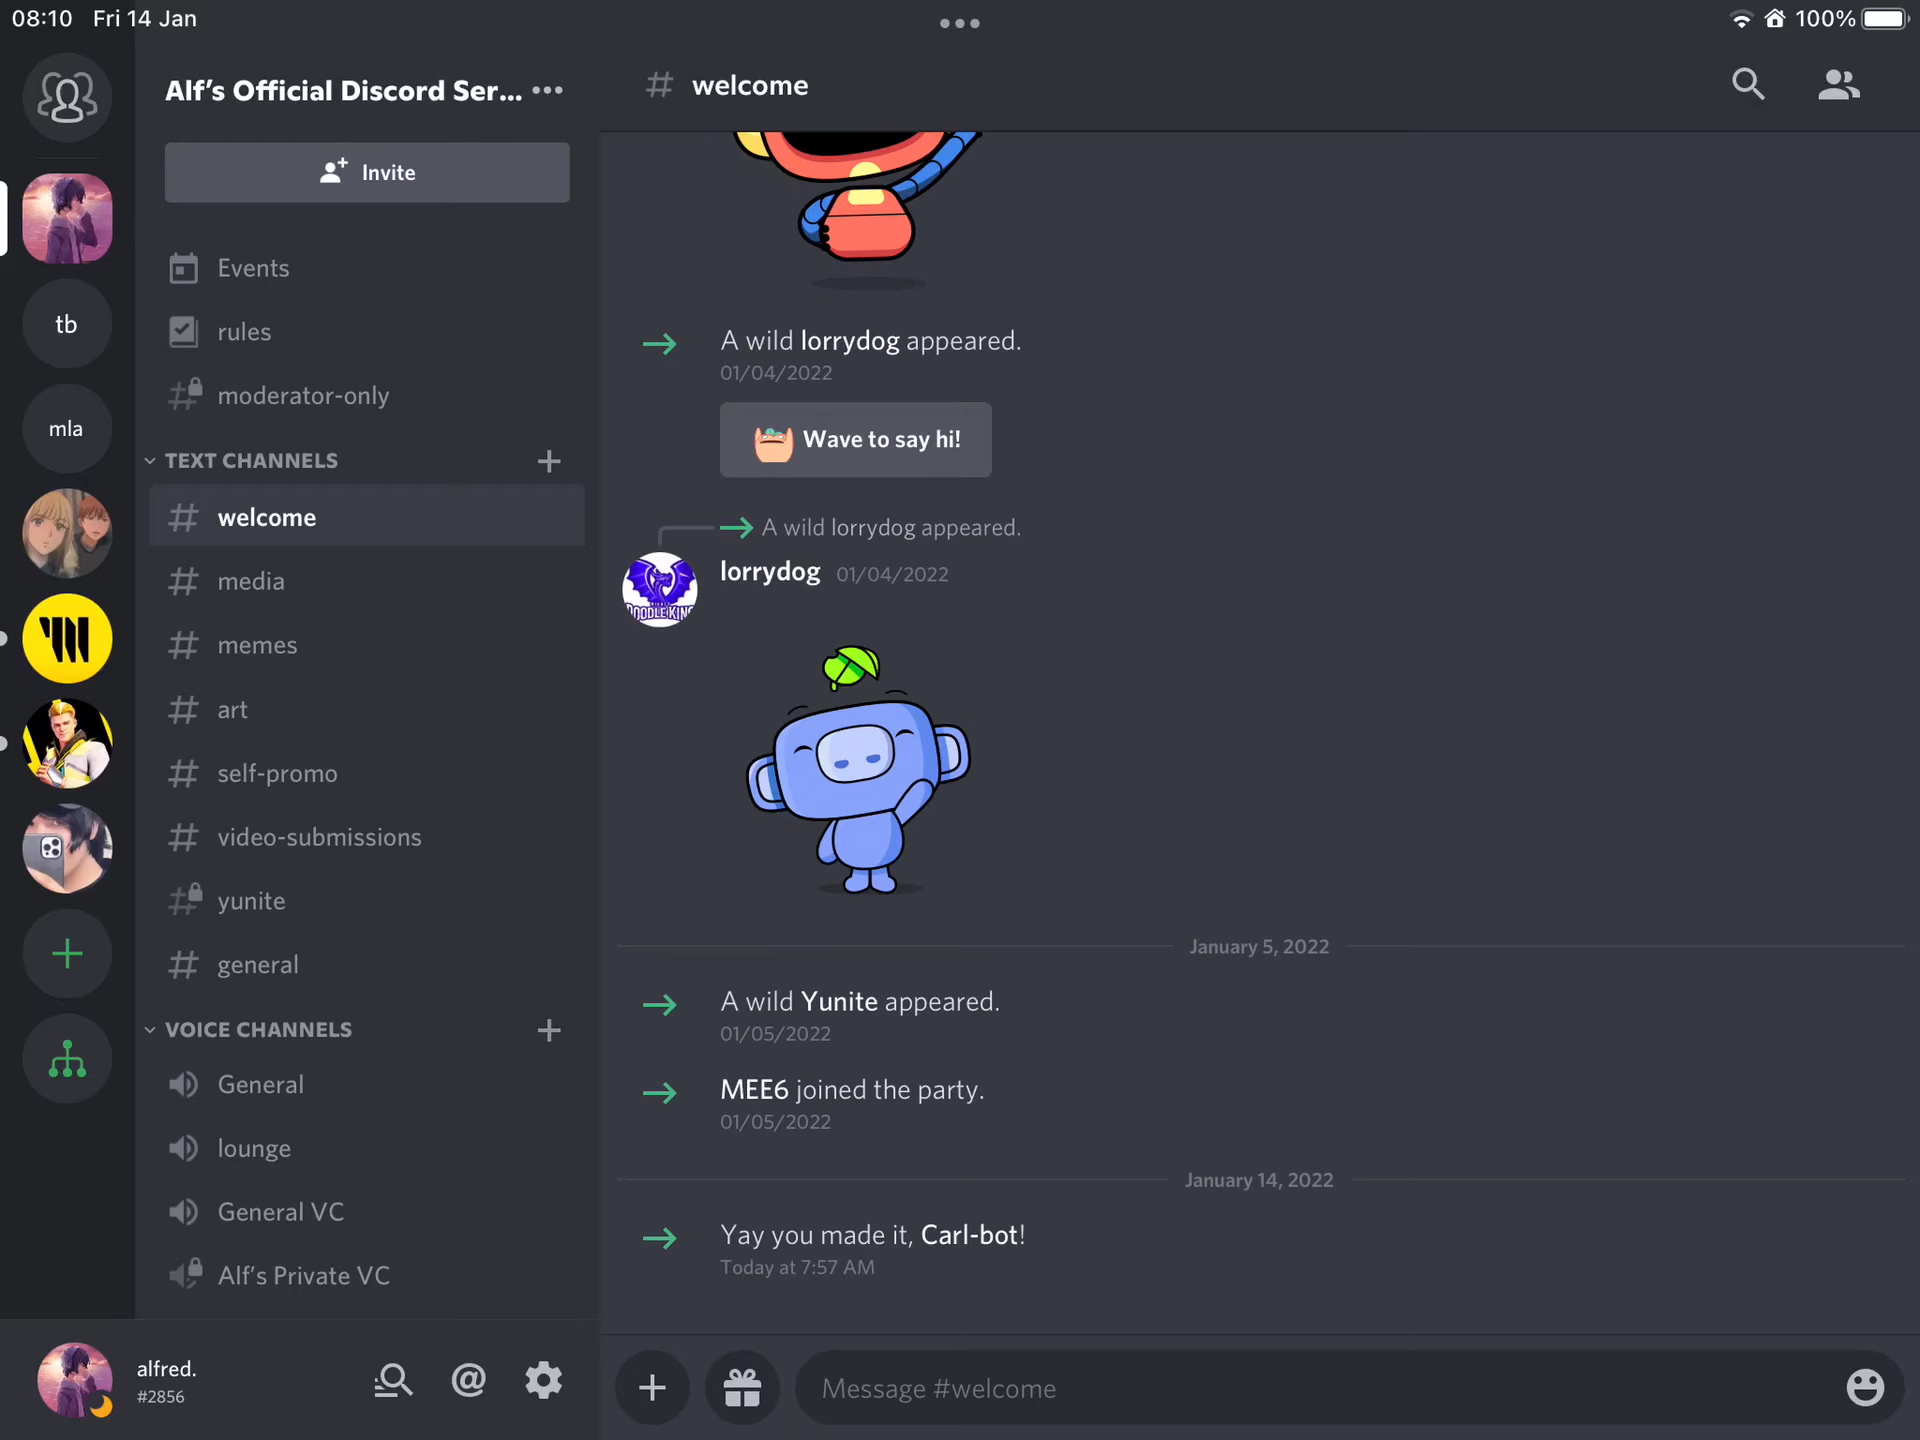 08:10 Fri 14 Jan
100%
Alf’s Official Discord Ser...
Invite
Events
rules
moderator-only
TEXT CHANNELS
welcome
media
memes
art
self-promo
video-submissions
yunite
general
VOICE CHANNELS
General
lounge
General VC
Alf’s Private VC
tb
mla
alfred.
#2856
welcome
A wild lorrydog appeared.
01/04/2022
Wave to say hi!
A wild lorrydog appeared.
lorrydog 01/04/2022
DOODLE KING
January 5, 2022
A wild Yunite appeared.
01/05/2022
MEE6 joined the party.
01/05/2022
January 14, 2022
Yay you made it, Carl-bot!
Today at 7:57 AM
Message #welcome